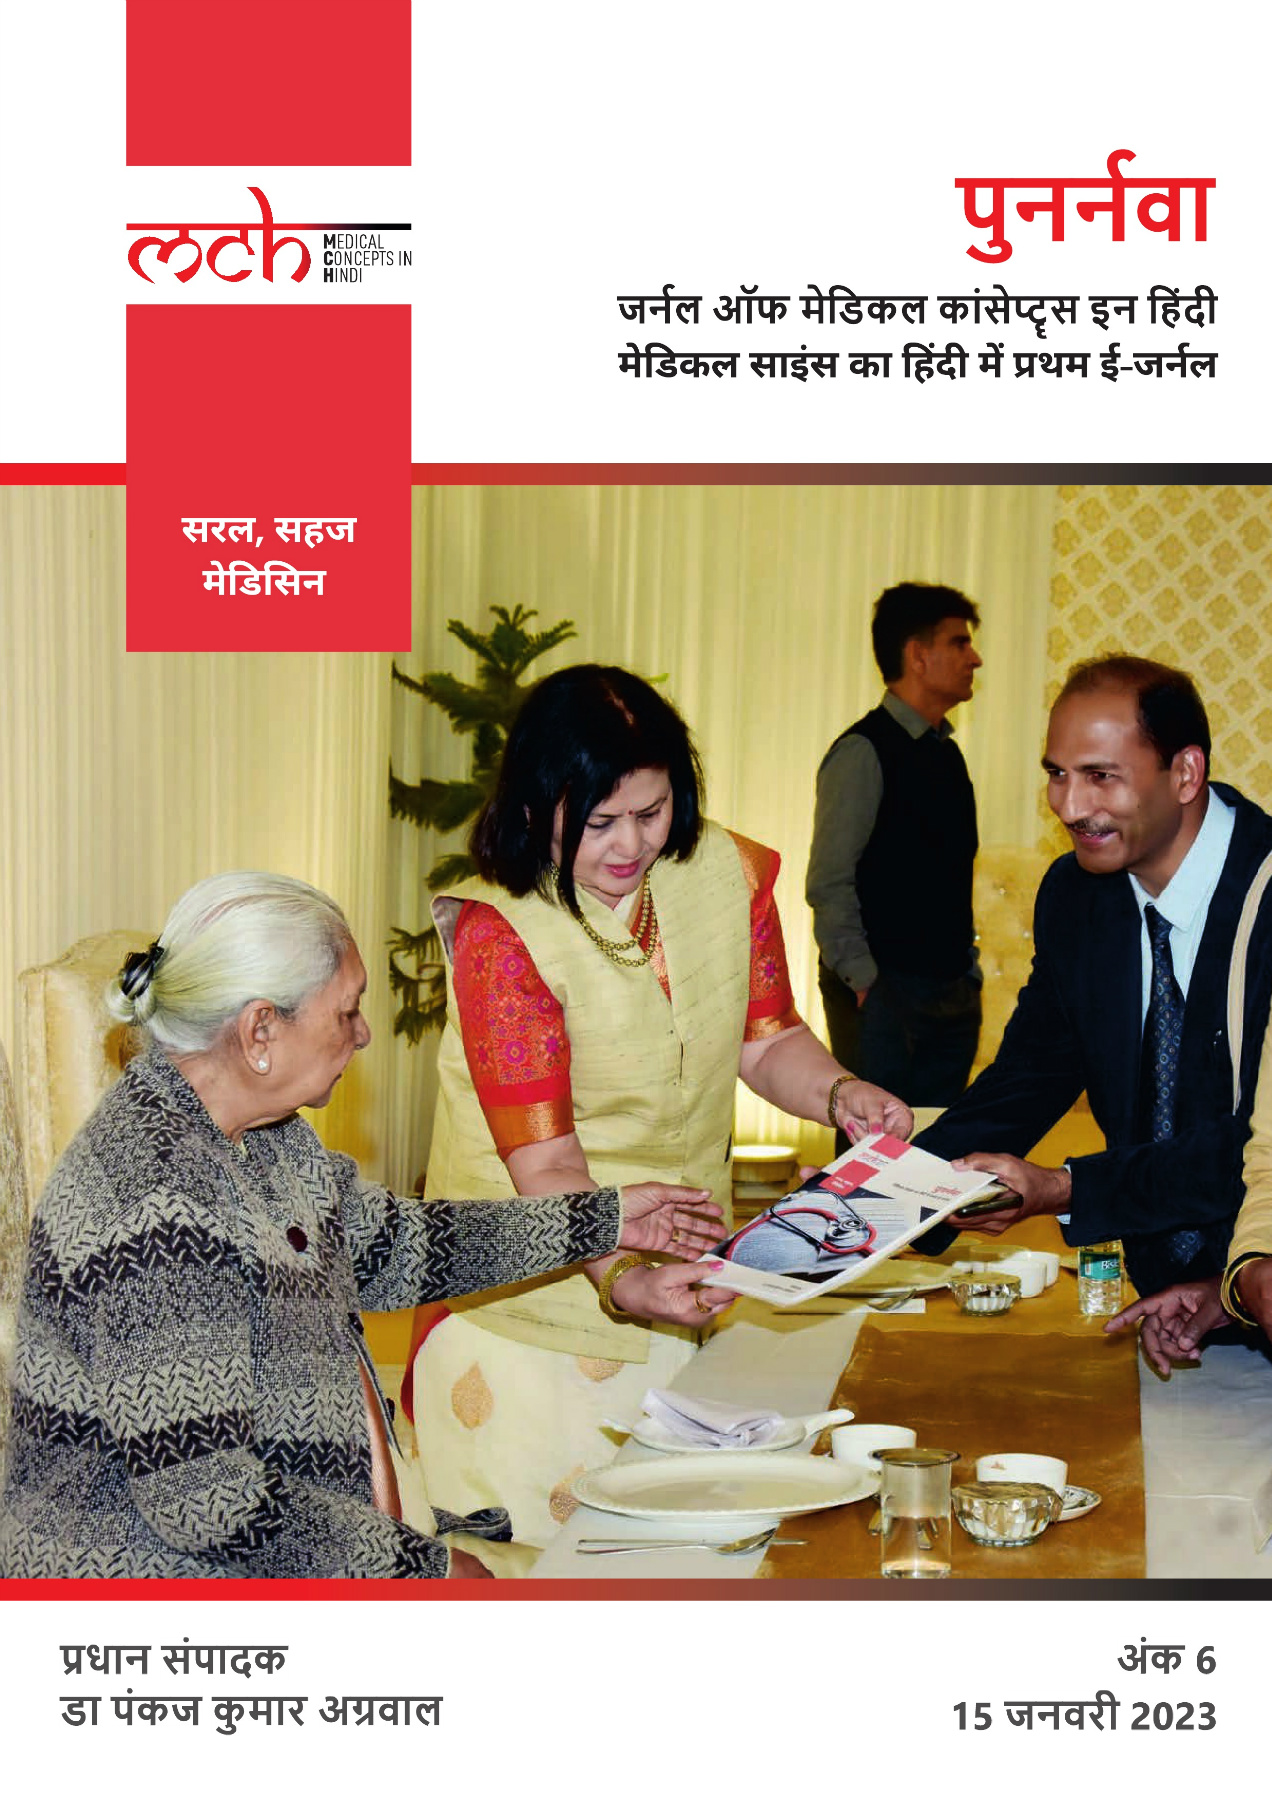 mch
MEDICAL
CONCEPTS IN
HINDI
पुनर्नवा
जर्नल ऑफ मेडिकल कांसेप्ट्स इन हिंदी
मेडिकल साइंस का हिंदी में प्रथम ई-जर्नल
सरल, सहज
मेडिसिन
प्रधान संपादक
डा पंकज कुमार अग्रवाल
अंक 6
15 जनवरी 2023